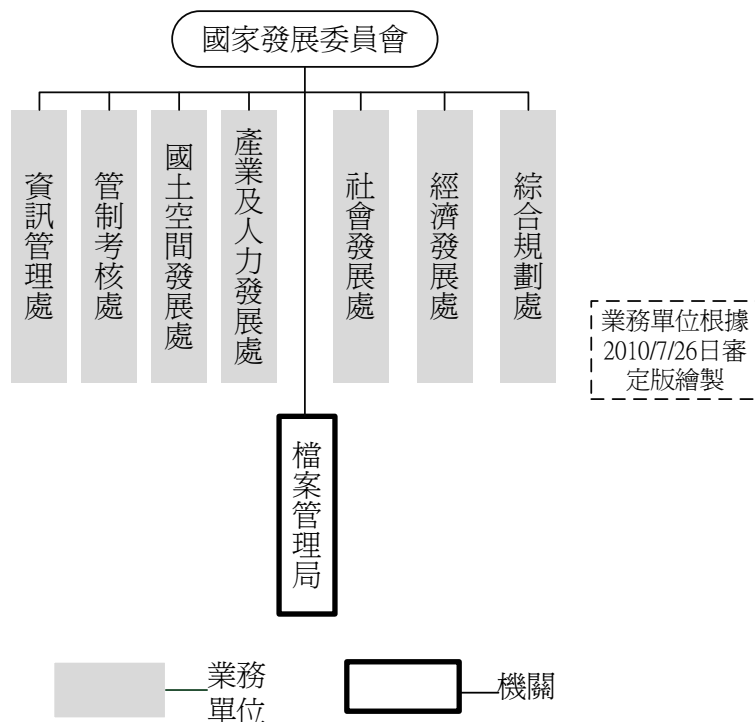 國家發展委員會
資訊管理處
管制考核處
國土空間發展處
產業及人力發展處
社會發展處
經濟發展處
綜合規劃處
業務單位根據
2010/7/26日審
定版繪製
檔案管理局
業務
單位
機關